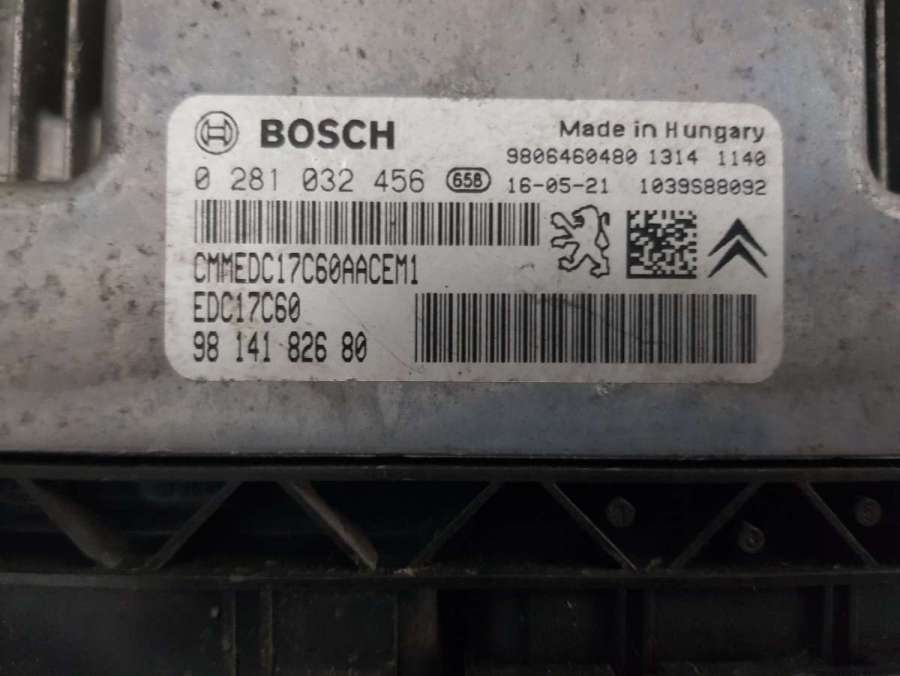 BOSCH
Made in Hungary
9806460480 1314 1140
0 281 032 456 658 16-05-21 1039S88092
CMMEDC17C60AACEM1
EDC17C60
98 141 826 80